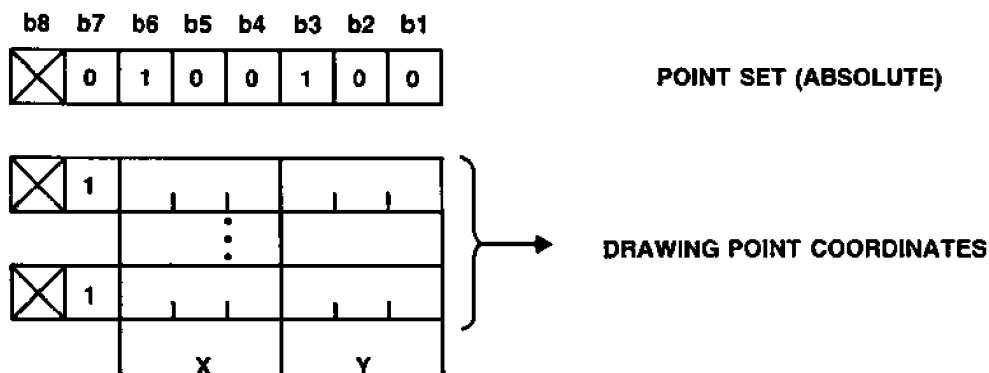 b8 b7 b6 b5 b4 b3 b2 b1
0 1 0 0 1 0 0 POINT SET (ABSOLUTE)
1
DRAWING POINT COORDINATES
1
X Y